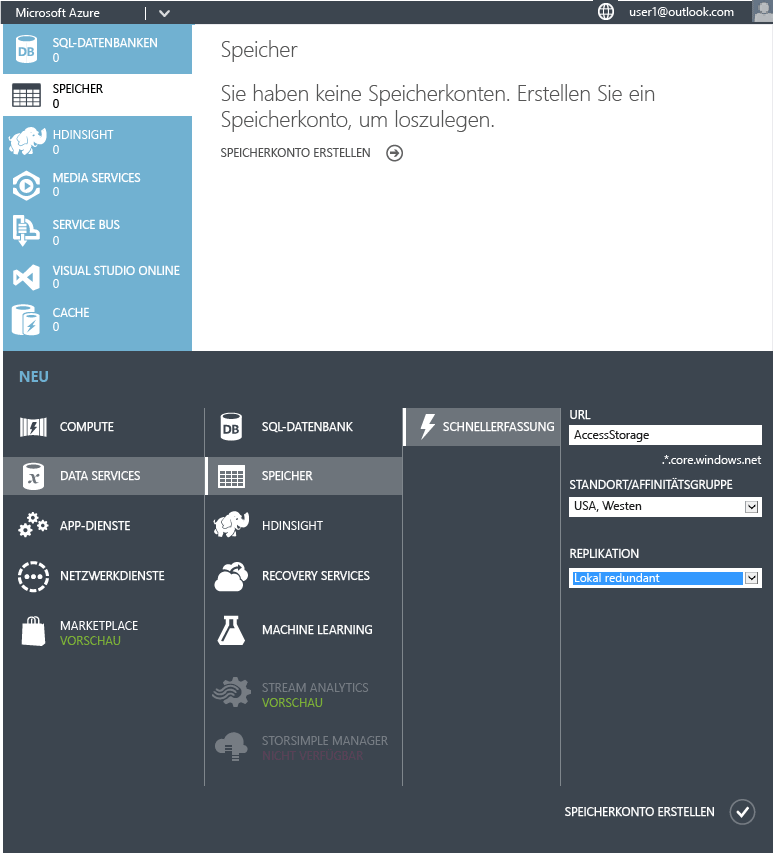 Microsoft Azure
user1@outlook.com
SQL-DATENBANKEN
0
SPEICHER
0
HDINSIGHT
0
MEDIA SERVICES
0
SERVICE BUS
0
VISUAL STUDIO ONLINE
0
CACHE
0
Speicher
Sie haben keine Speicherkonten. Erstellen Sie ein
Speicherkonto, um loszulegen.
SPEICHERKONTO ERSTELLEN
NEU
COMPUTE
DATA SERVICES
APP-DIENSTE
NETZWERKDIENSTE
MARKETPLACE
VORSCHAU
DB
SQL-DATENBANK
SPEICHER
HDINSIGHT
RECOVERY SERVICES
MACHINE LEARNING
STREAM ANALYTICS
VORSCHAU
STORSIMPLE MANAGER
NICHT VERFÜGBAR
SCHNELLERFASSUNG
URL
AccessStorage
.*.core.windows.net
STANDORT/AFFINITÄTSGRUPPE
USA, Westen
REPLIKATION
Lokal redundant
SPEICHERKONTO ERSTELLEN